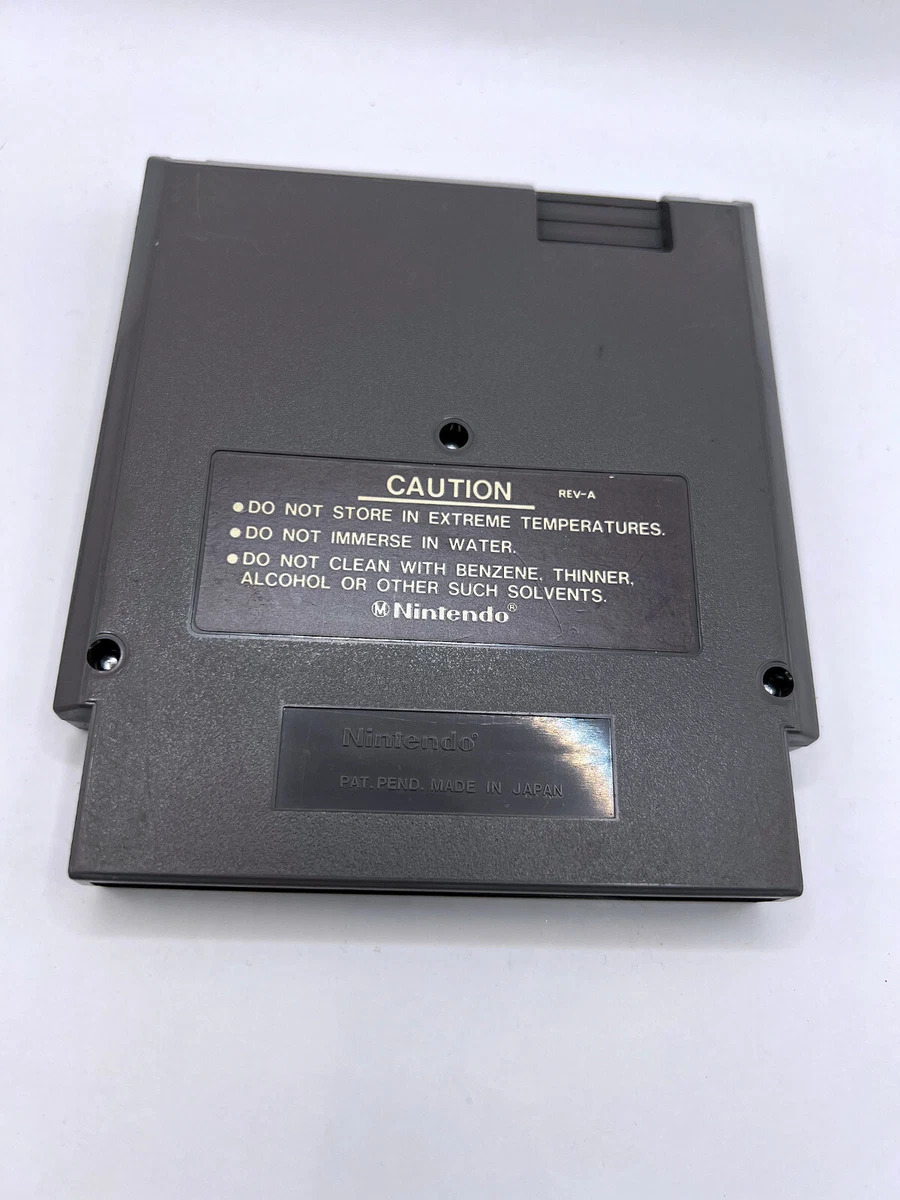 CAUTION REV-A
●DO NOT STORE IN EXTREME TEMPERATURES.
●DO NOT IMMERSE IN WATER.
●DO NOT CLEAN WITH BENZENE, THINNER,
ALCOHOL OR OTHER SUCH SOLVENTS.
Ⓜ Nintendo®
Nintendo®
PAT. PEND. MADE IN JAPAN